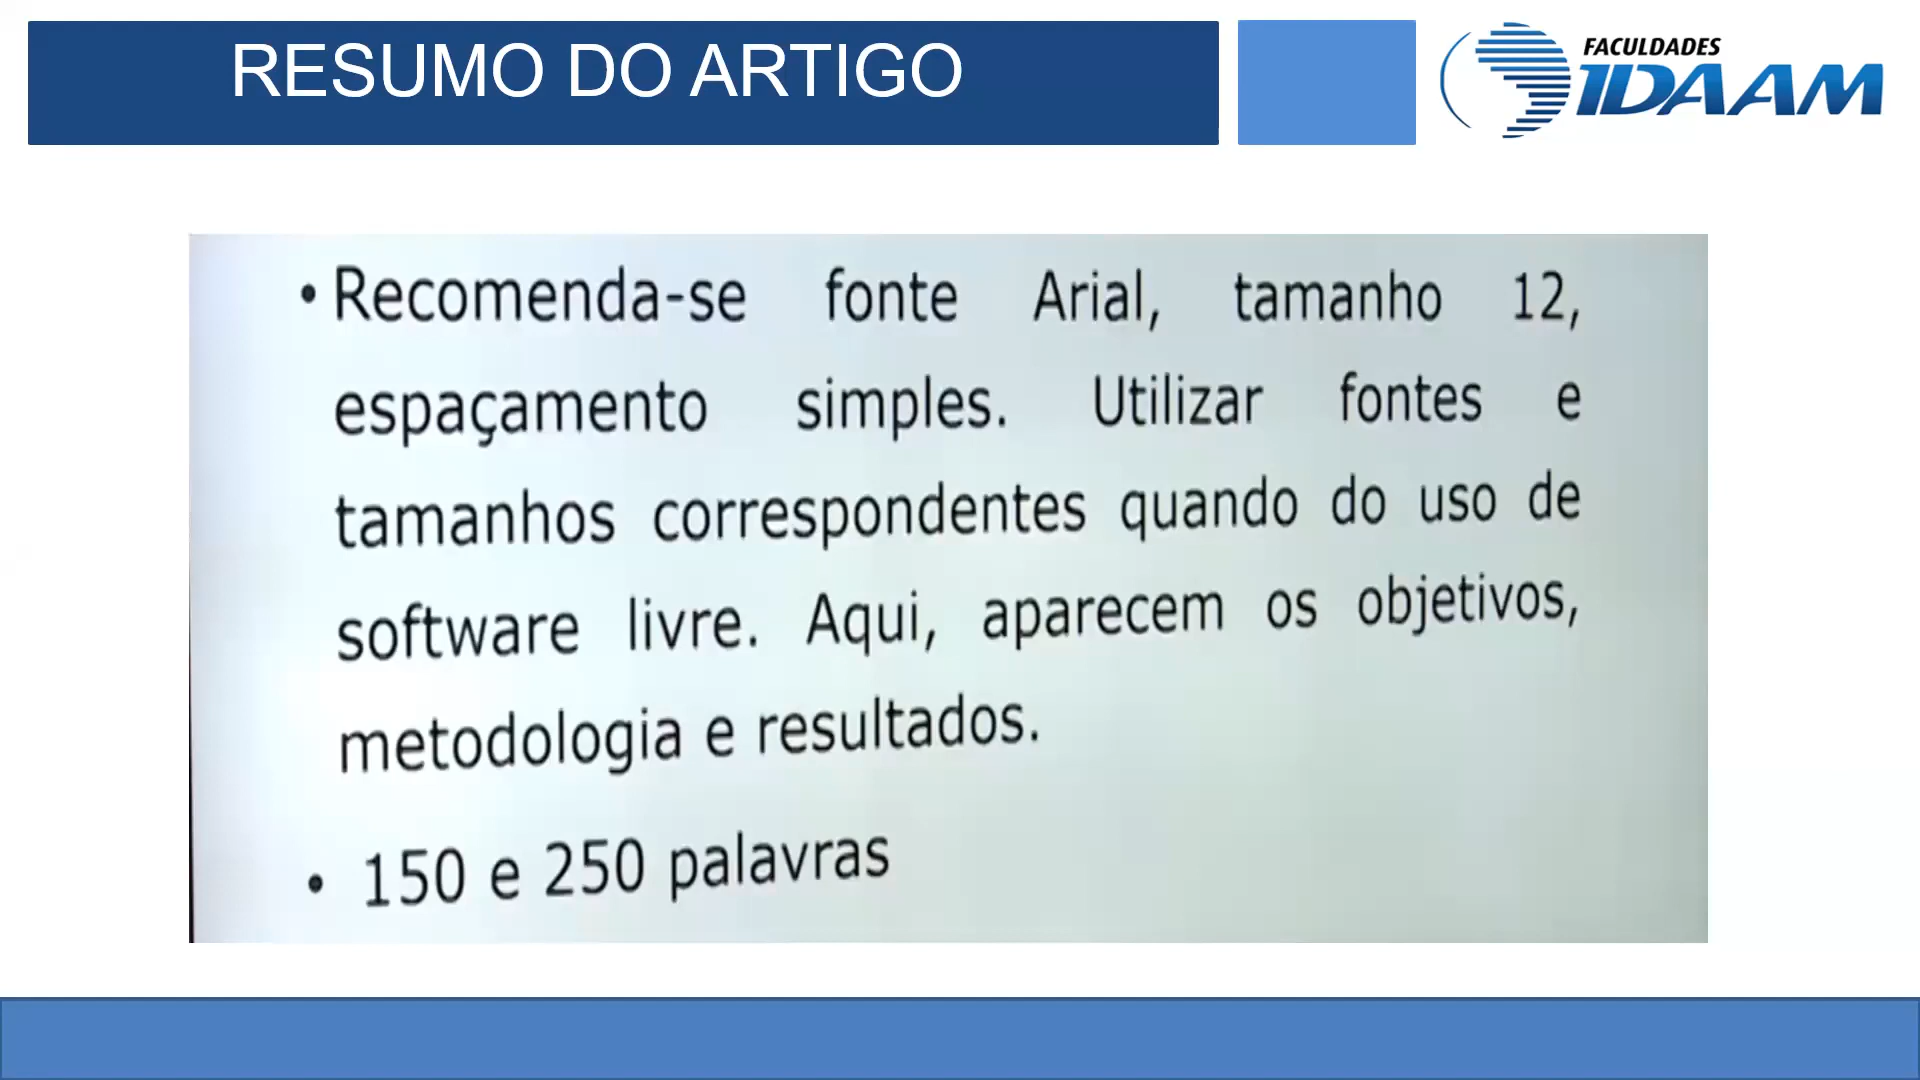 RESUMO DO ARTIGO
FACULDADES
IDAAM
• Recomenda-se fonte Arial, tamanho 12,
espaçamento simples. Utilizar fontes e
tamanhos correspondentes quando do uso de
software livre. Aqui, aparecem os objetivos,
metodologia e resultados.
• 150 e 250 palavras